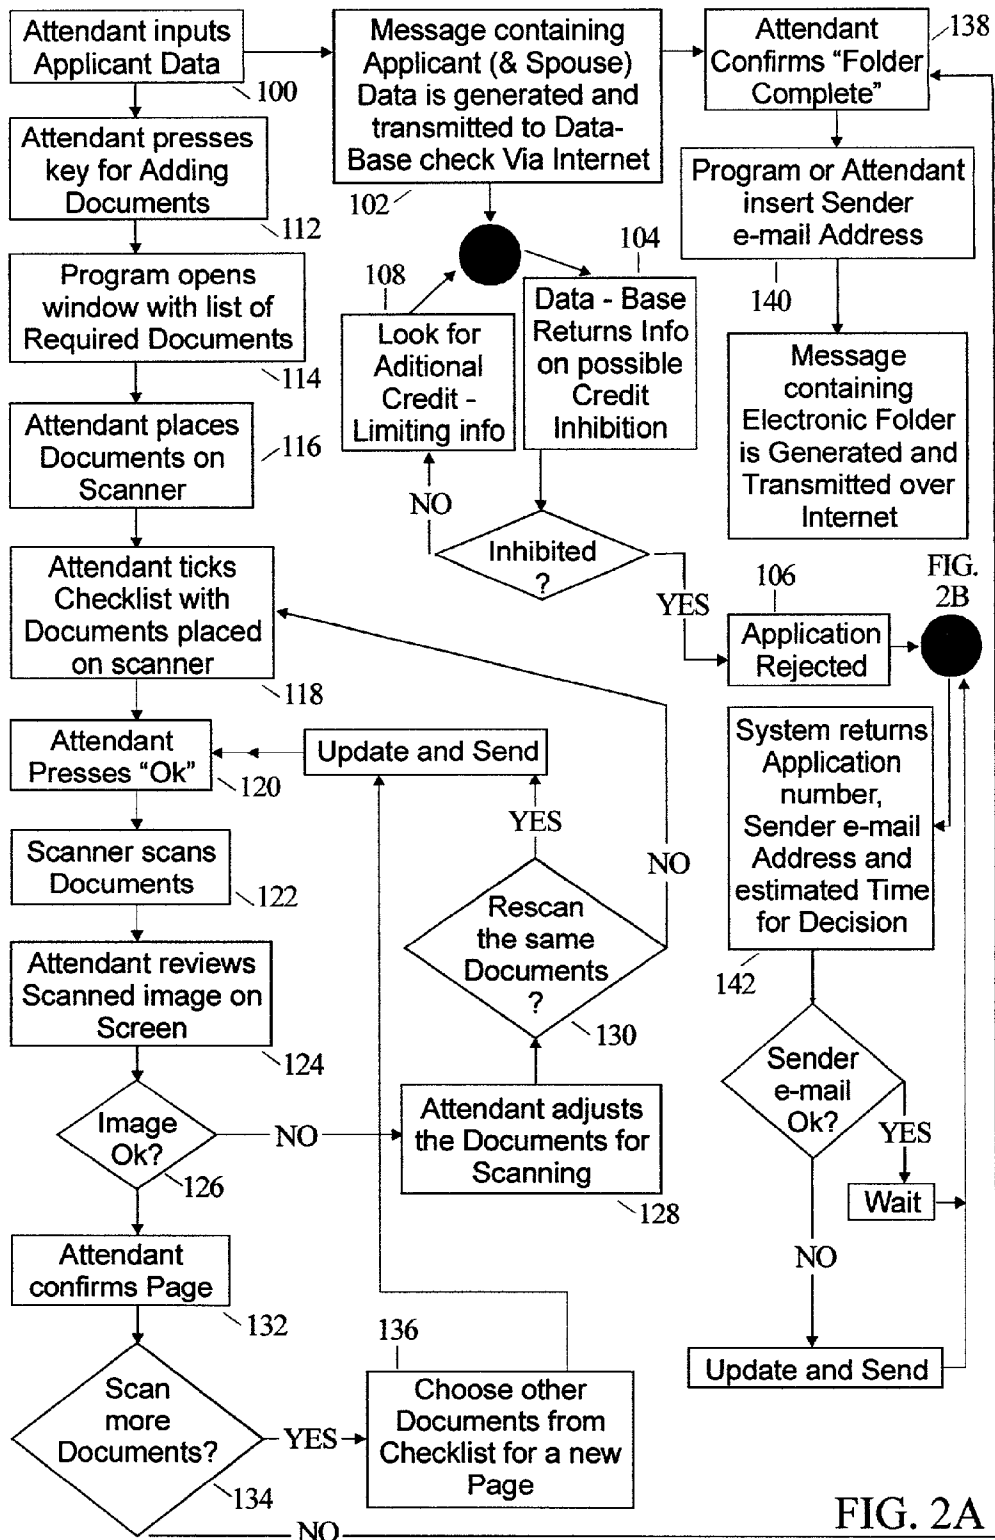 Attendant inputs
Applicant Data
100
Attendant presses
key for Adding
Documents
112
Program opens
window with list of
Required Documents
114
Attendant places
Documents on
Scanner
116
Attendant ticks
Checklist with
Documents placed
on scanner
118
Attendant
Presses “Ok”
120
Scanner scans
Documents
122
Attendant reviews
Scanned image on
Screen
124
Image
Ok?
126
NO
Attendant
confirms Page
132
Scan
more
Documents?
134
YES
NO
Message containing
Applicant (& Spouse)
Data is generated and
transmitted to Data-
Base check Via Internet
102
108
Look for
Aditional
Credit -
Limiting info
104
Data - Base
Returns Info
on possible
Credit
Inhibition
NO
Inhibited
?
YES
106
Application
Rejected
FIG.
2B
Update and Send
YES
NO
Rescan
the same
Documents
?
130
Attendant adjusts
the Documents for
Scanning
128
136
Choose other
Documents from
Checklist for a new
Page
Attendant
Confirms “Folder
Complete”
138
Program or Attendant
insert Sender
e-mail Address
140
Message
containing
Electronic Folder
is Generated and
Transmitted over
Internet
System returns
Application
number,
Sender e-mail
Address and
estimated Time
for Decision
142
Sender
e-mail
Ok?
YES
Wait
NO
Update and Send
FIG. 2A